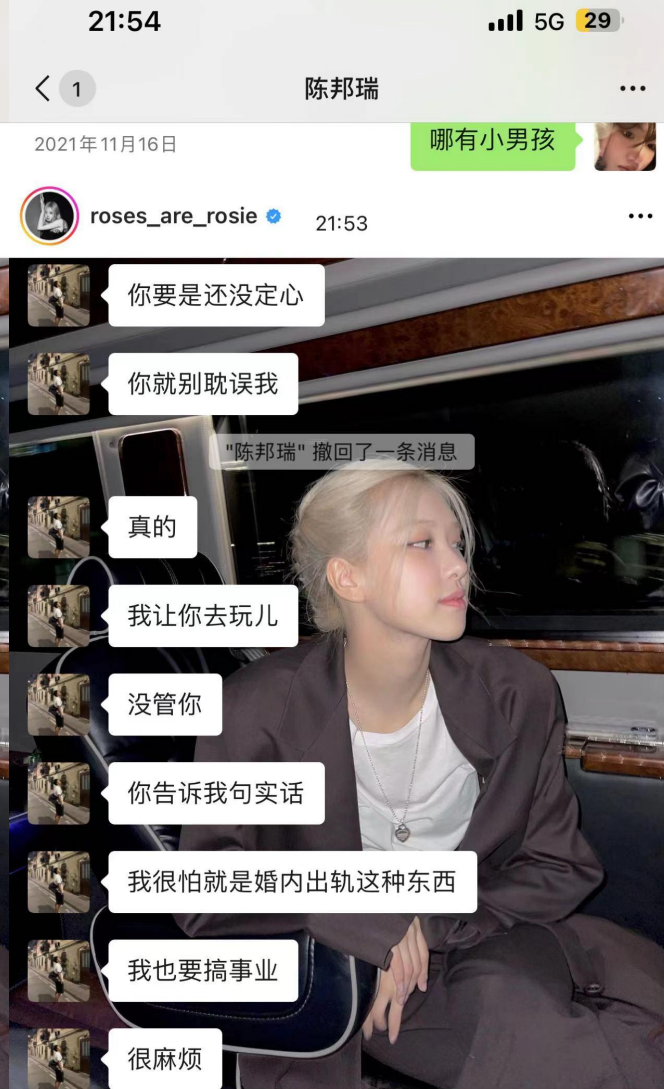 21:54
5G
29
1
陈邦瑞
2021年11月16日
哪有小男孩
roses_are_rosie
21:53
你要是还没定心
你就别耽误我
"陈邦瑞" 撤回了一条消息
真的
我让你去玩儿
没管你
你告诉我句实话
我很怕就是婚内出轨这种东西
我也要搞事业
很麻烦